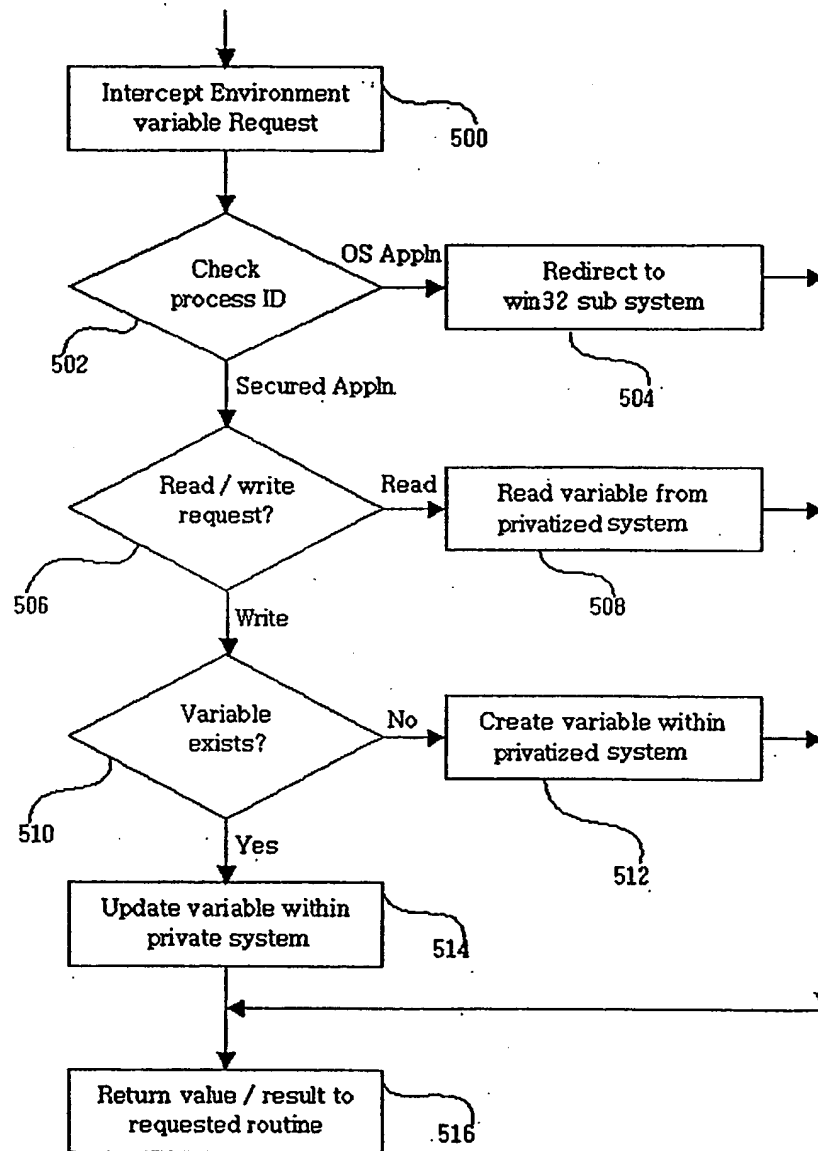 Intercept Environment
variable Request
500
Check
process ID
502
OS Appln
Redirect to
win32 sub system
504
Secured Appln.
Read / write
request?
506
Read
Read variable from
privatized system
508
Write
Variable
exists?
510
No
Create variable within
privatized system
512
Yes
Update variable within
private system
514
Return value / result to
requested routine
516